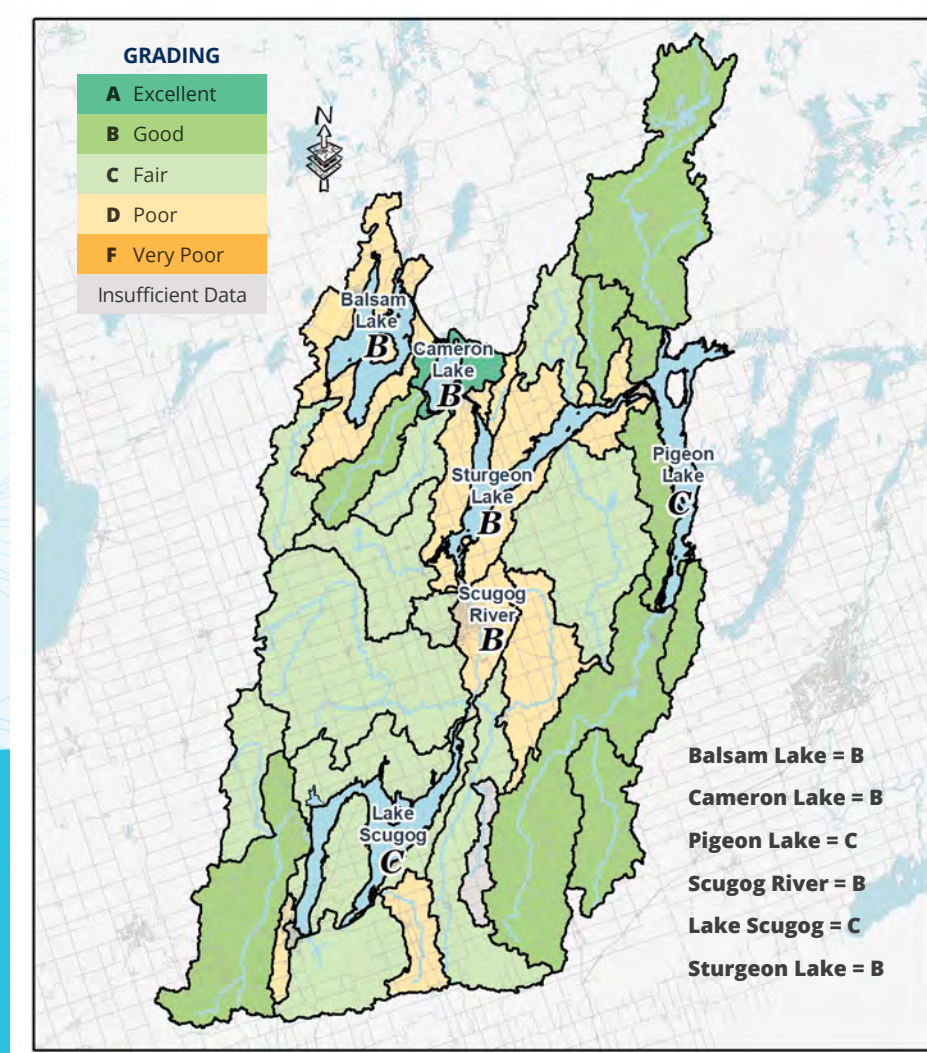 GRADING
A Excellent
B Good
C Fair
D Poor
F Very Poor
Insufficient Data
N
Balsam
Lake
B
Cameron
Lake
B
Sturgeon
Lake
B
Pigeon
Lake
C
Scugog
River
B
Lake
Scugog
C
Balsam Lake = B
Cameron Lake = B
Pigeon Lake = C
Scugog River = B
Lake Scugog = C
Sturgeon Lake = B